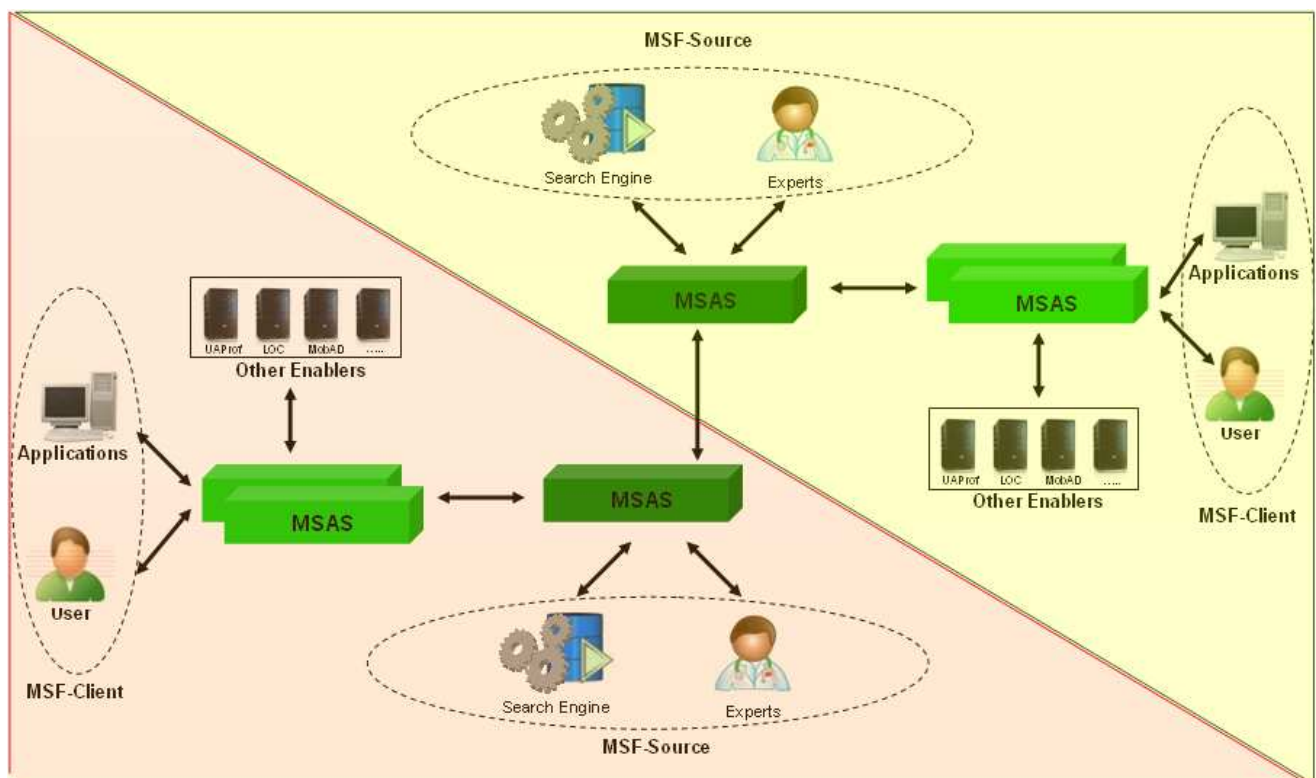 MSF-Source
Search Engine
Experts
Applications
MSAS
MSAS
UAProf LOC MobAD .....
Other Enablers
User
Applications
UAProf LOC MobAD .....
Other Enablers
MSAS
MSAS
MSF-Client
User
MSF-Client
Search Engine
Experts
MSF-Source